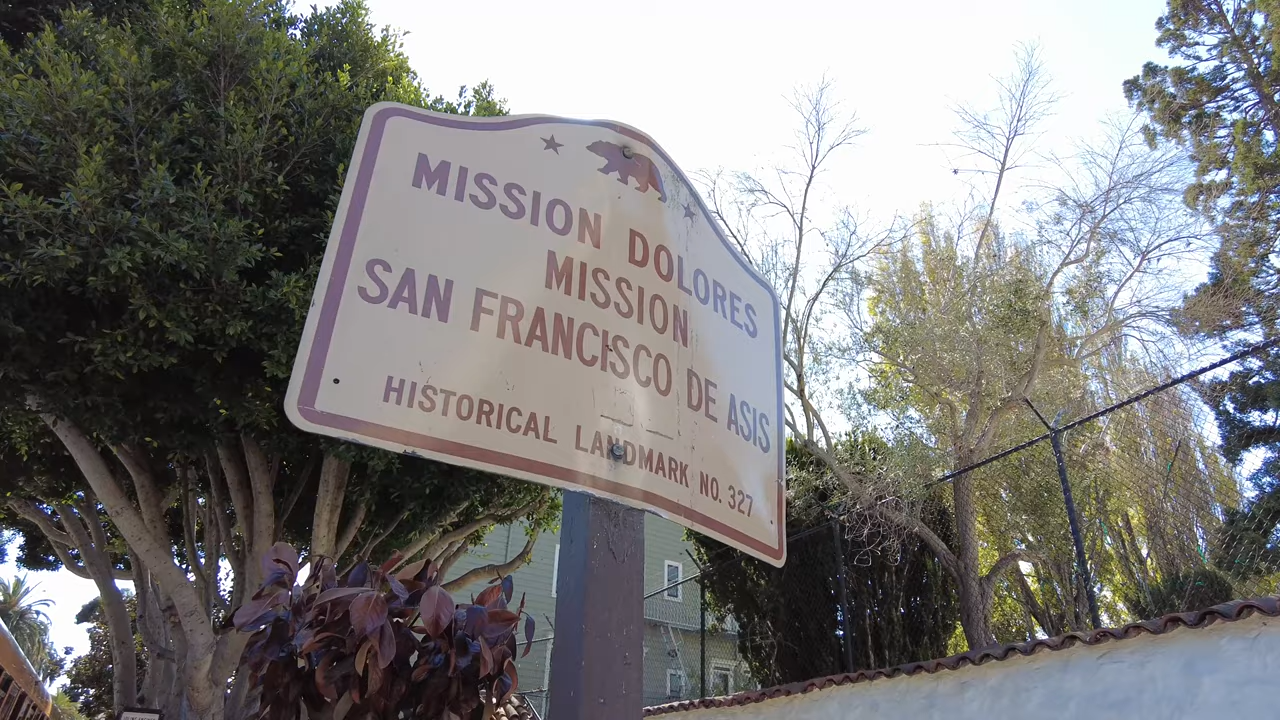 MISSION DOLORES
MISSION
SAN FRANCISCO DE ASIS
HISTORICAL LANDMARK NO. 327